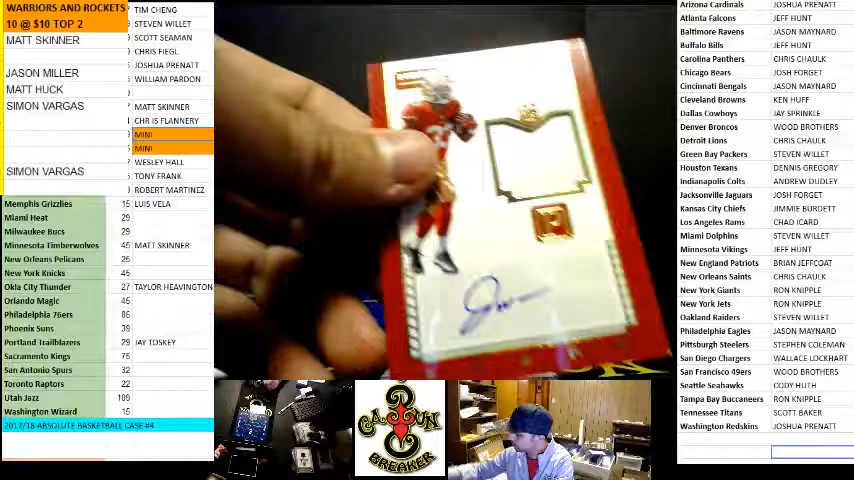 WARRIORS AND ROCKETS
10 @ $10 TOP 2
MATT SKINNER
JASON MILLER
MATT HUCK
SIMON VARGAS
SIMON VARGAS
TIM CHENG
STEVEN WILLET
SCOTT SEAMAN
CHRIS FIEGL
JOSHUA PRENATT
WILLIAM PARDON
MATT SKINNER
CHR IS FLANNERY
MINI
MINI
WESLEY HALL
TONY FRANK
ROBERT MARTINEZ
Memphis Grizzlies 15 LUIS VELA
Miami Heat 29
Milwaukee Bucs 29
Minnesota Timberwolves 45 MATT SKINNER
New Orleans Pelicans 25
New York Knicks 45
Okla City Thunder 27 TAYLOR HEAVINGTON
Orlando Magic 45
Philadelphia 76ers 85
Phoenix Suns 39
Portland Trailblazers 29 JAY TOSKEY
Sacramento Kings 75
San Antonio Spurs 32
Toronto Raptors 22
Utah Jazz 109
Washington Wizard 15
2017/18 ABSOLUTE BASKETBALL CASE #4
CAJUN
BREAKER
Arizona Cardinals JOSHUA PRENATT
Atlanta Falcons JEFF HUNT
Baltimore Ravens JASON MAYNARD
Buffalo Bills JEFF HUNT
Carolina Panthers CHRIS CHAULK
Chicago Bears JOSH FORGET
Cincinnati Bengals JASON MAYNARD
Cleveland Browns KEN HUFF
Dallas Cowboys JAY SPRINKLE
Denver Broncos WOOD BROTHERS
Detroit Lions CHRIS CHAULK
Green Bay Packers STEVEN WILLET
Houston Texans DENNIS GREGORY
Indianapolis Colts ANDREW DUDLEY
Jacksonville Jaguars JOSH FORGET
Kansas City Chiefs JIMMIE BURDETT
Los Angeles Rams CHAD ICARD
Miami Dolphins STEVEN WILLET
Minnesota Vikings JEFF HUNT
New England Patriots BRIAN JEFFCOAT
New Orleans Saints CHRIS CHAULK
New York Giants RON KNIPPLE
New York Jets RON KNIPPLE
Oakland Raiders STEVEN WILLET
Philadelphia Eagles JASON MAYNARD
Pittsburgh Steelers STEPHEN COLEMAN
San Diego Chargers WALLACE LOCKHART
San Francisco 49ers WOOD BROTHERS
Seattle Seahawks CODY HUTH
Tampa Bay Buccaneers RON KNIPPLE
Tennessee Titans SCOTT BAKER
Washington Redskins JOSHUA PRENATT